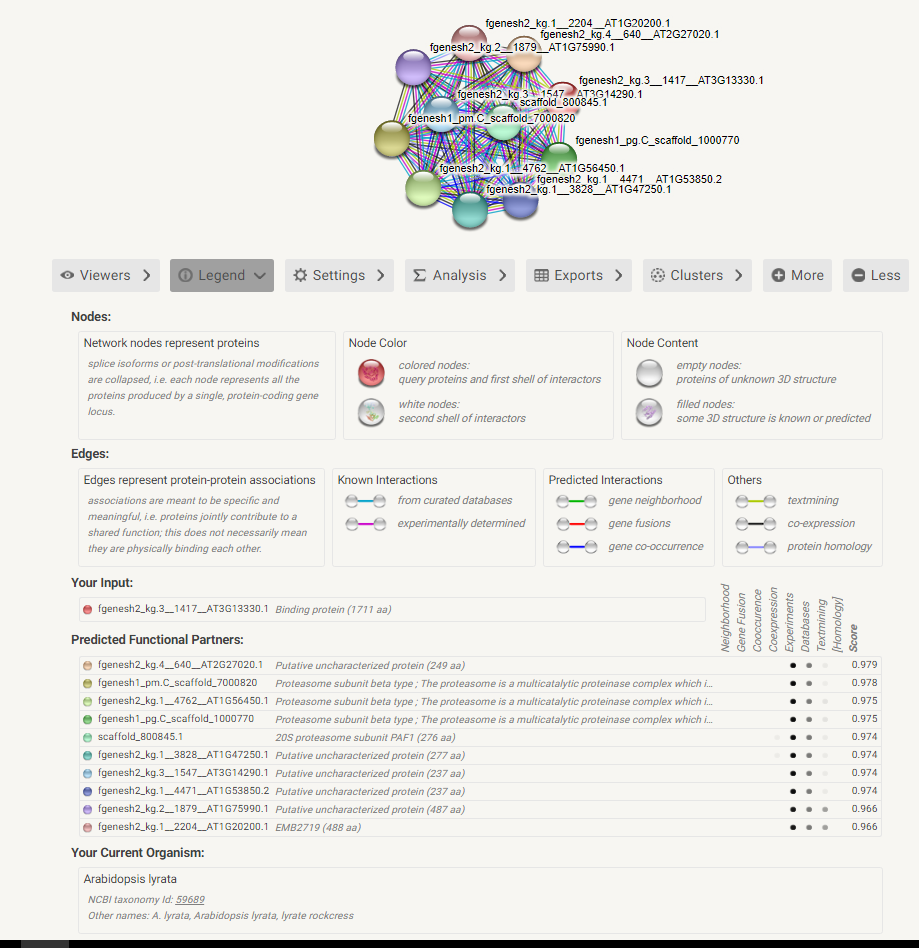 fgenesh2_kg.1__2204__AT1G20200.1
fgenesh2_kg.4__640__AT2G27020.1
fgenesh2_kg.2__1879__AT1G75990.1
fgenesh2_kg.3__1417__AT3G13330.1
fgenesh2_kg.3__1547__AT3G14290.1
scaffold_800845.1
fgenesh1_pm.C_scaffold_7000820
fgenesh1_pg.C_scaffold_1000770
fgenesh2_kg.1__4762__AT1G56450.1
fgenesh2_kg.1__4471__AT1G53850.2
fgenesh2_kg.1__3828__AT1G47250.1
Viewers Legend Settings Analysis Exports Clusters More Less
Nodes:
Network nodes represent proteins
splice isoforms or post-translational modifications
are collapsed, i.e. each node represents all the
proteins produced by a single, protein-coding gene
locus.
Node Color
colored nodes:
query proteins and first shell of interactors
white nodes:
second shell of interactors
Node Content
empty nodes:
proteins of unknown 3D structure
filled nodes:
some 3D structure is known or predicted
Edges:
Edges represent protein-protein associations
associations are meant to be specific and
meaningful, i.e. proteins jointly contribute to a
shared function; this does not necessarily mean
they are physically binding each other.
Known Interactions
from curated databases
experimentally determined
Predicted Interactions
gene neighborhood
gene fusions
gene co-occurrence
Others
textmining
co-expression
protein homology
Your Input:
fgenesh2_kg.3__1417__AT3G13330.1 Binding protein (1711 aa)
Neighborhood
Gene Fusion
Cooccurence
Coexpression
Experiments
Databases
Textmining
[Homology]
Score
Predicted Functional Partners:
fgenesh2_kg.4__640__AT2G27020.1 Putative uncharacterized protein (249 aa) 0.979
fgenesh1_pm.C_scaffold_7000820 Proteasome subunit beta type ; The proteasome is a multicatalytic proteinase complex which i... 0.978
fgenesh2_kg.1__4762__AT1G56450.1 Proteasome subunit beta type ; The proteasome is a multicatalytic proteinase complex which i... 0.975
fgenesh1_pg.C_scaffold_1000770 Proteasome subunit beta type ; The proteasome is a multicatalytic proteinase complex which i... 0.975
scaffold_800845.1 20S proteasome subunit PAF1 (276 aa) 0.974
fgenesh2_kg.1__3828__AT1G47250.1 Putative uncharacterized protein (277 aa) 0.974
fgenesh2_kg.3__1547__AT3G14290.1 Putative uncharacterized protein (237 aa) 0.974
fgenesh2_kg.1__4471__AT1G53850.2 Putative uncharacterized protein (237 aa) 0.974
fgenesh2_kg.2__1879__AT1G75990.1 Putative uncharacterized protein (487 aa) 0.966
fgenesh2_kg.1__2204__AT1G20200.1 EMB2719 (488 aa) 0.966
Your Current Organism:
Arabidopsis lyrata
NCBI taxonomy Id: 59689
Other names: A. lyrata, Arabidopsis lyrata, lyrate rockcress